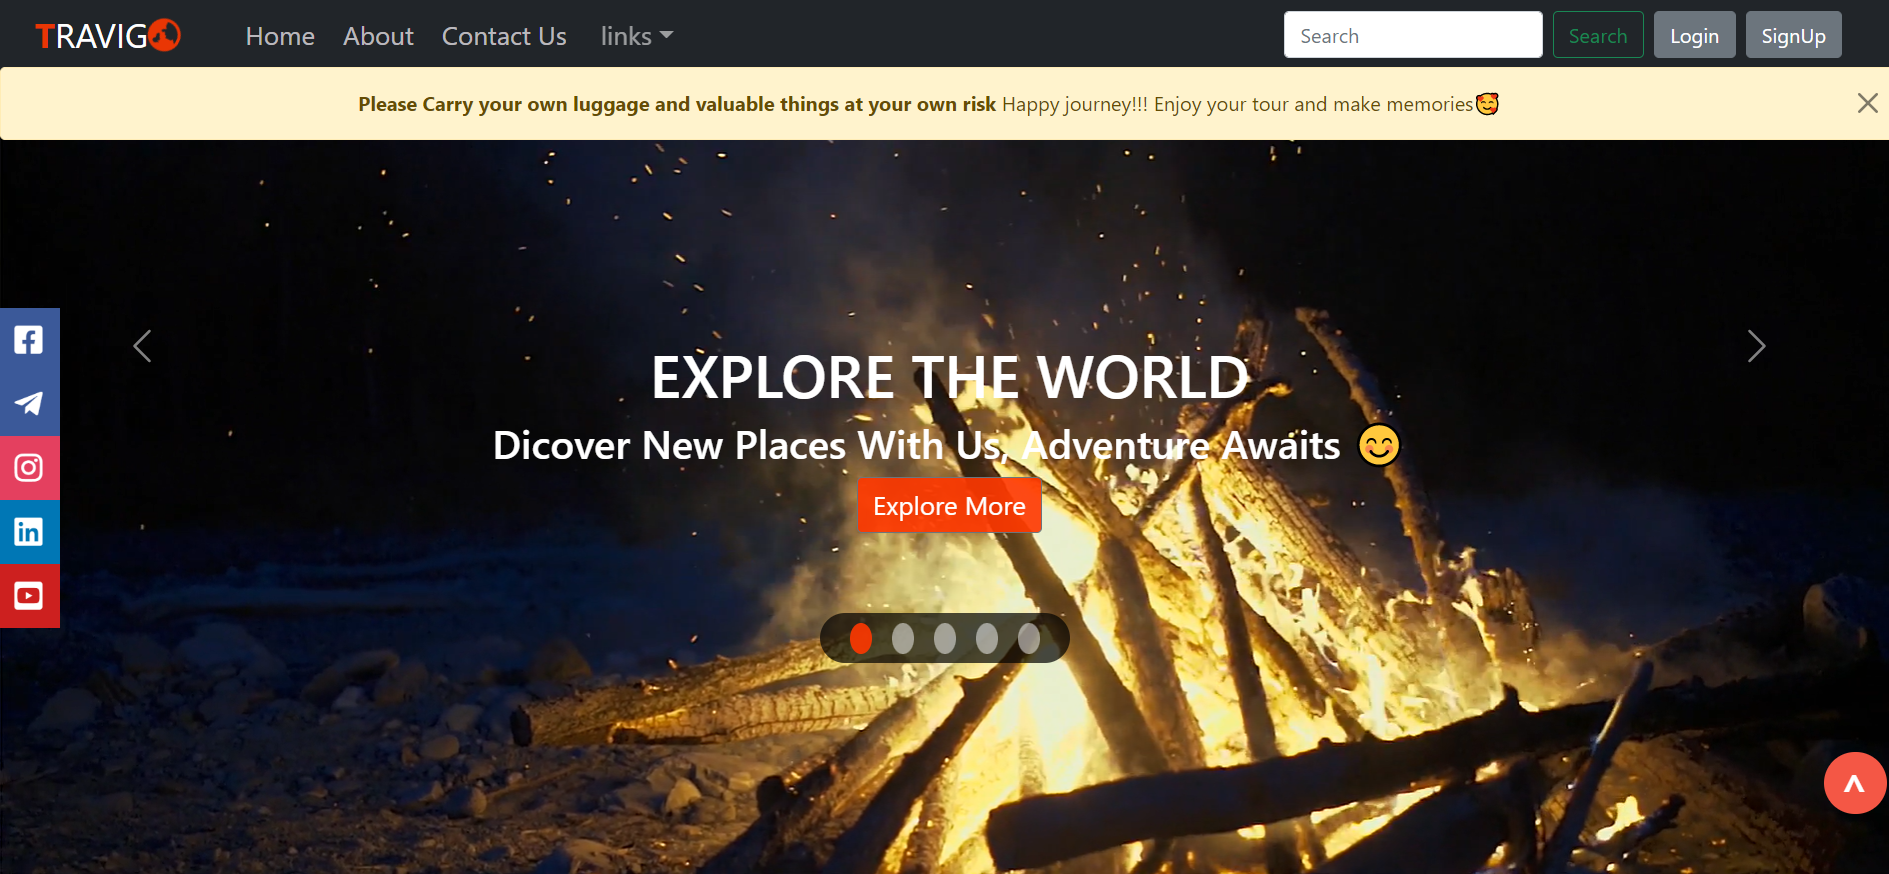 TRAVIGO Home About Contact Us links Search Search Login SignUp
Please Carry your own luggage and valuable things at your own risk Happy journey!!! Enjoy your tour and make memories🥰
EXPLORE THE WORLD
Dicover New Places With Us, Adventure Awaits 😊
Explore More